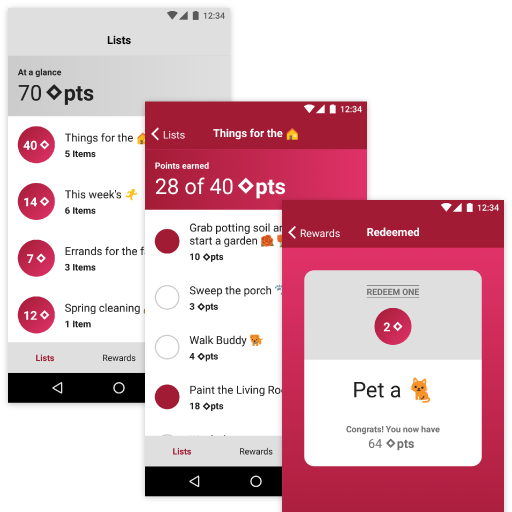 12:34
Lists
At a glance
70 pts
40
Things for the
5 Items
14
This week's
6 Items
7
Errands for the
3 Items
12
Spring cleaning
1 Item
Lists
Rewards
12:34
Lists
Things for the
Points earned
28 of 40 pts
Grab potting soil
start a garden
10 pts
Sweep the porch
3 pts
Walk Buddy
4 pts
Paint the Living
18 pts
Lists
Rewards
12:34
Rewards
Redeemed
REDEEM ONE
2
Pet a
Congrats! You now have
64 pts